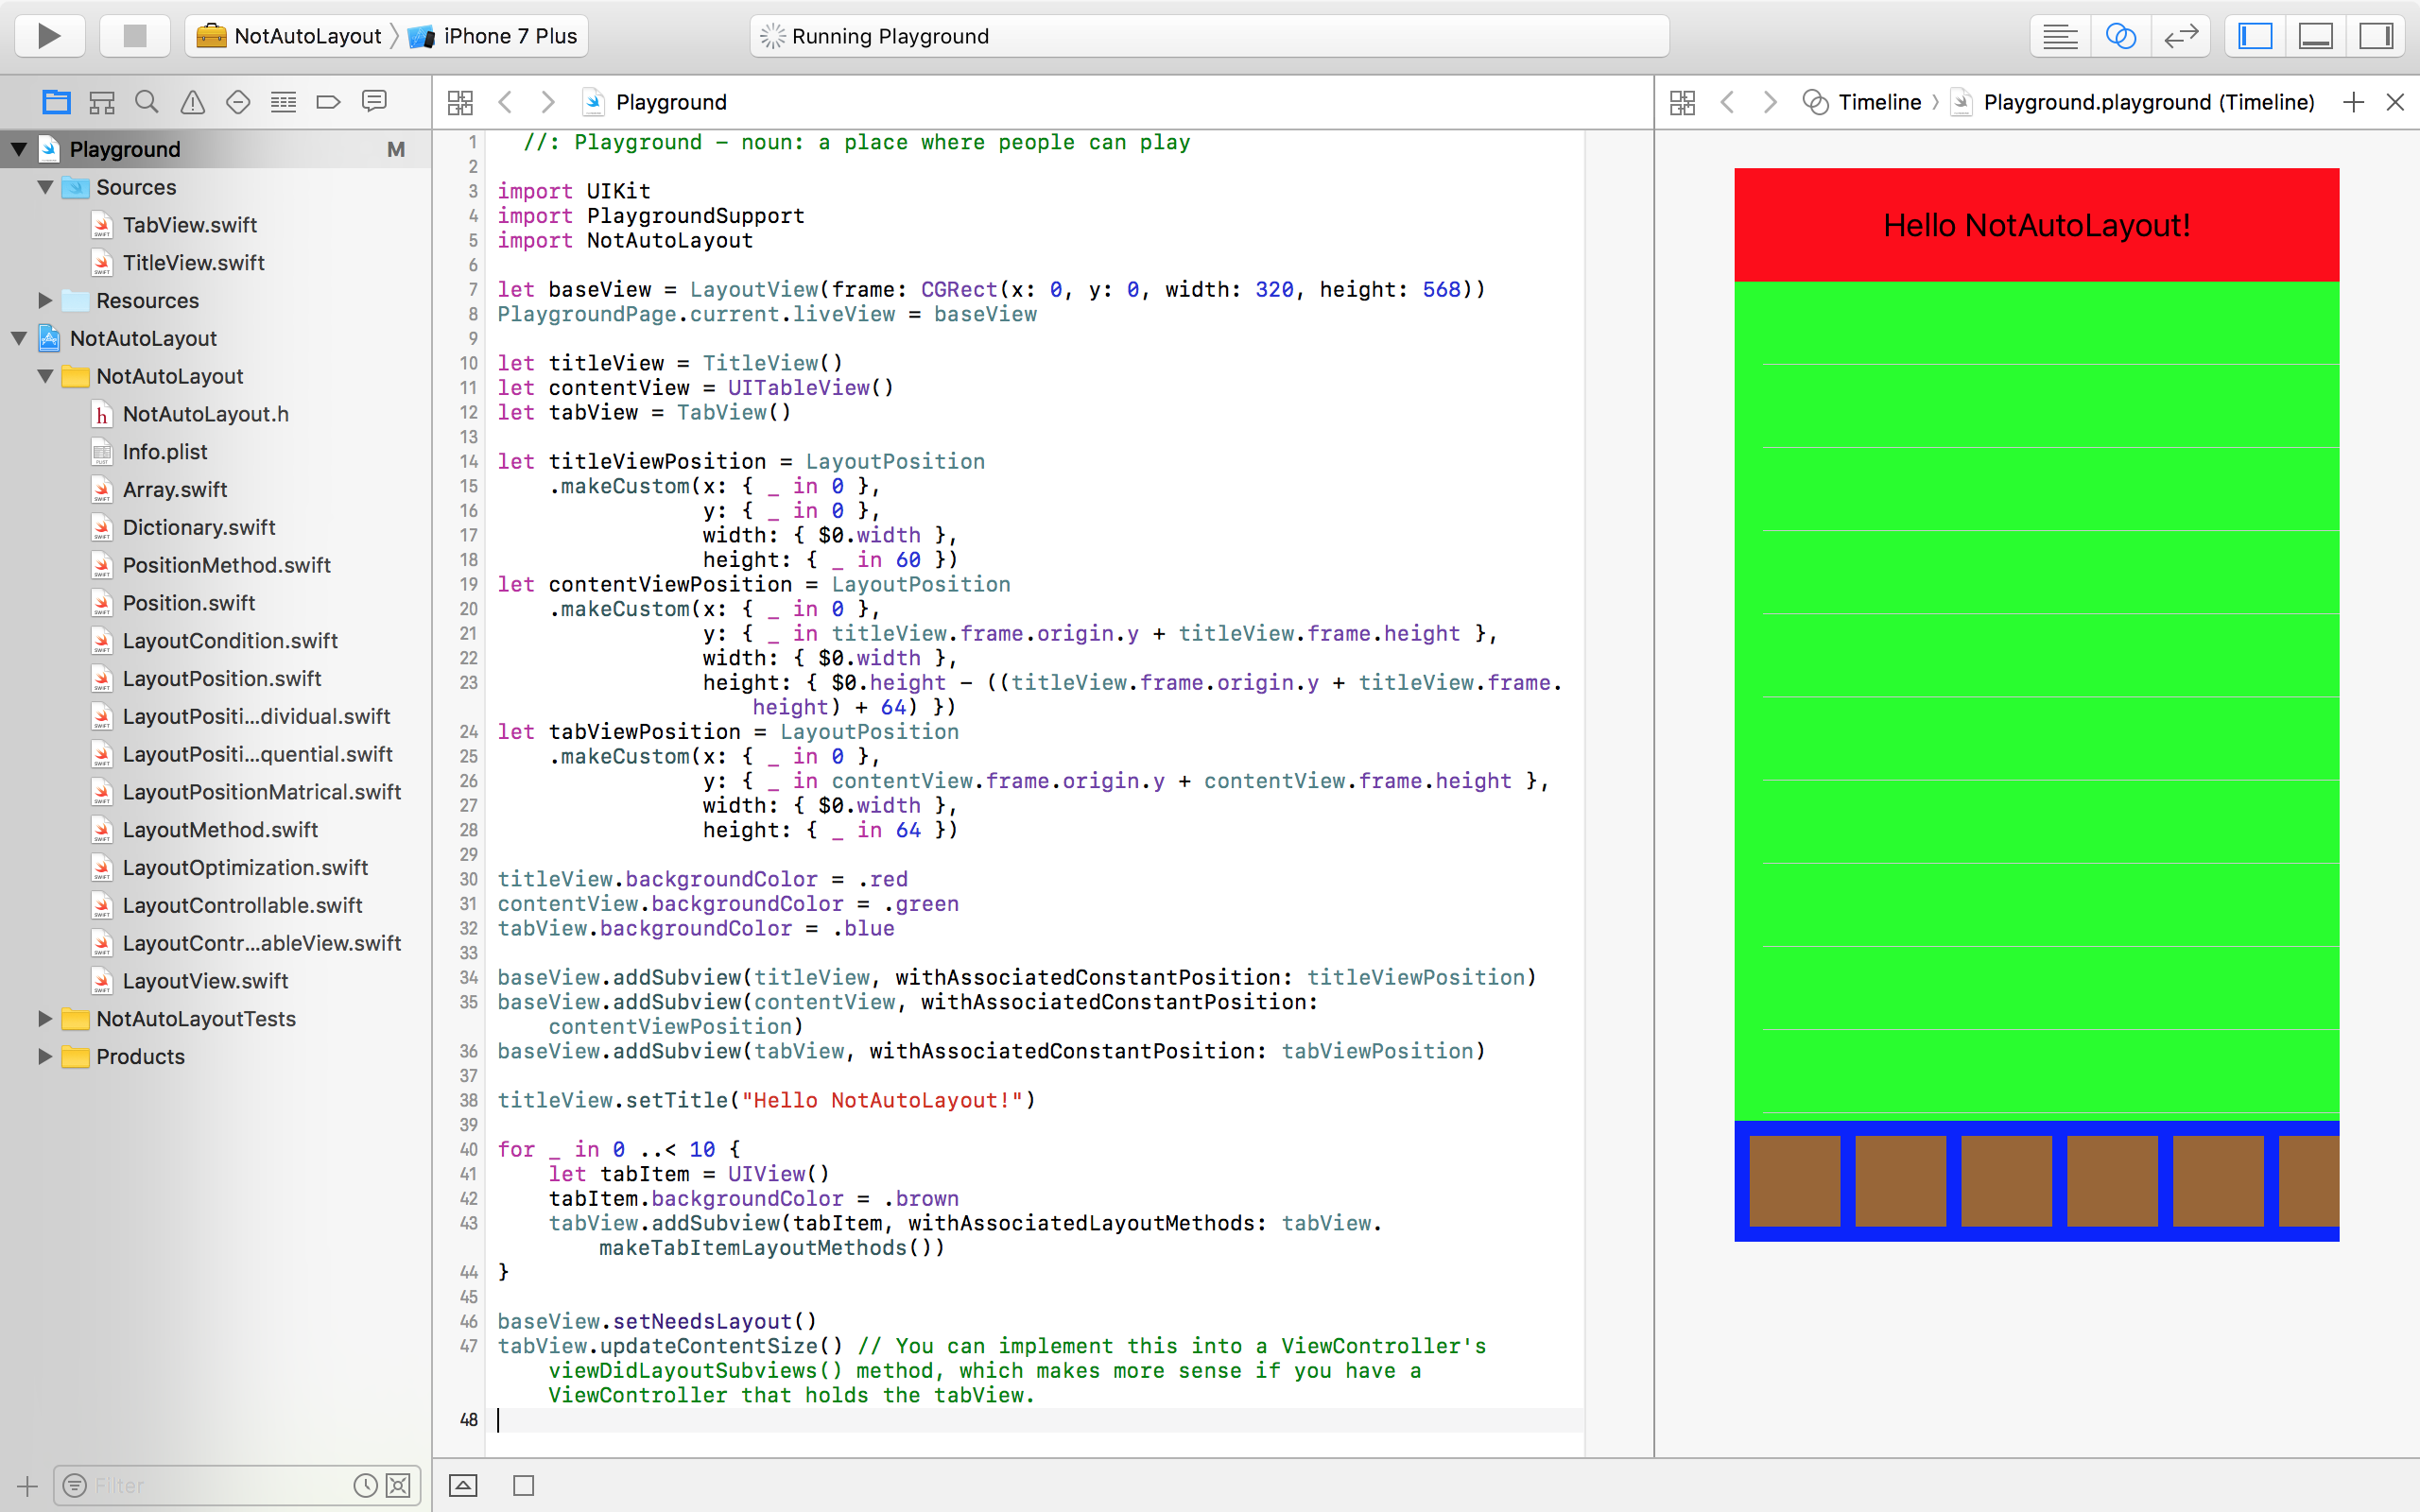 NotAutoLayout
iPhone 7 Plus
Running Playground
Playground
M
Sources
TabView.swift
TitleView.swift
Resources
NotAutoLayout
NotAutoLayout
NotAutoLayout.h
Info.plist
Array.swift
Dictionary.swift
PositionMethod.swift
Position.swift
LayoutCondition.swift
LayoutPosition.swift
LayoutPositi...dividual.swift
LayoutPositi...quential.swift
LayoutPositionMatrical.swift
LayoutMethod.swift
LayoutOptimization.swift
LayoutControllable.swift
LayoutContr...ableView.swift
LayoutView.swift
NotAutoLayoutTests
Products
Filter
Playground
1 //: Playground – noun: a place where people can play
2
3 import UIKit
4 import PlaygroundSupport
5 import NotAutoLayout
6
7 let baseView = LayoutView(frame: CGRect(x: 0, y: 0, width: 320, height: 568))
8 PlaygroundPage.current.liveView = baseView
9
10 let titleView = TitleView()
11 let contentView = UITableView()
12 let tabView = TabView()
13
14 let titleViewPosition = LayoutPosition
15 .makeCustom(x: { _ in 0 },
16 y: { _ in 0 },
17 width: { $0.width },
18 height: { _ in 60 })
19 let contentViewPosition = LayoutPosition
20 .makeCustom(x: { _ in 0 },
21 y: { _ in titleView.frame.origin.y + titleView.frame.height },
22 width: { $0.width },
23 height: { $0.height – ((titleView.frame.origin.y + titleView.frame.
height) + 64) })
24 let tabViewPosition = LayoutPosition
25 .makeCustom(x: { _ in 0 },
26 y: { _ in contentView.frame.origin.y + contentView.frame.height },
27 width: { $0.width },
28 height: { _ in 64 })
29
30 titleView.backgroundColor = .red
31 contentView.backgroundColor = .green
32 tabView.backgroundColor = .blue
33
34 baseView.addSubview(titleView, withAssociatedConstantPosition: titleViewPosition)
35 baseView.addSubview(contentView, withAssociatedConstantPosition:
contentViewPosition)
36 baseView.addSubview(tabView, withAssociatedConstantPosition: tabViewPosition)
37
38 titleView.setTitle("Hello NotAutoLayout!")
39
40 for _ in 0 ..< 10 {
41 let tabItem = UIView()
42 tabItem.backgroundColor = .brown
43 tabView.addSubview(tabItem, withAssociatedLayoutMethods: tabView.
makeTabItemLayoutMethods())
44 }
45
46 baseView.setNeedsLayout()
47 tabView.updateContentSize() // You can implement this into a ViewController's
viewDidLayoutSubviews() method, which makes more sense if you have a
ViewController that holds the tabView.
48
Timeline
Playground.playground (Timeline)
Hello NotAutoLayout!